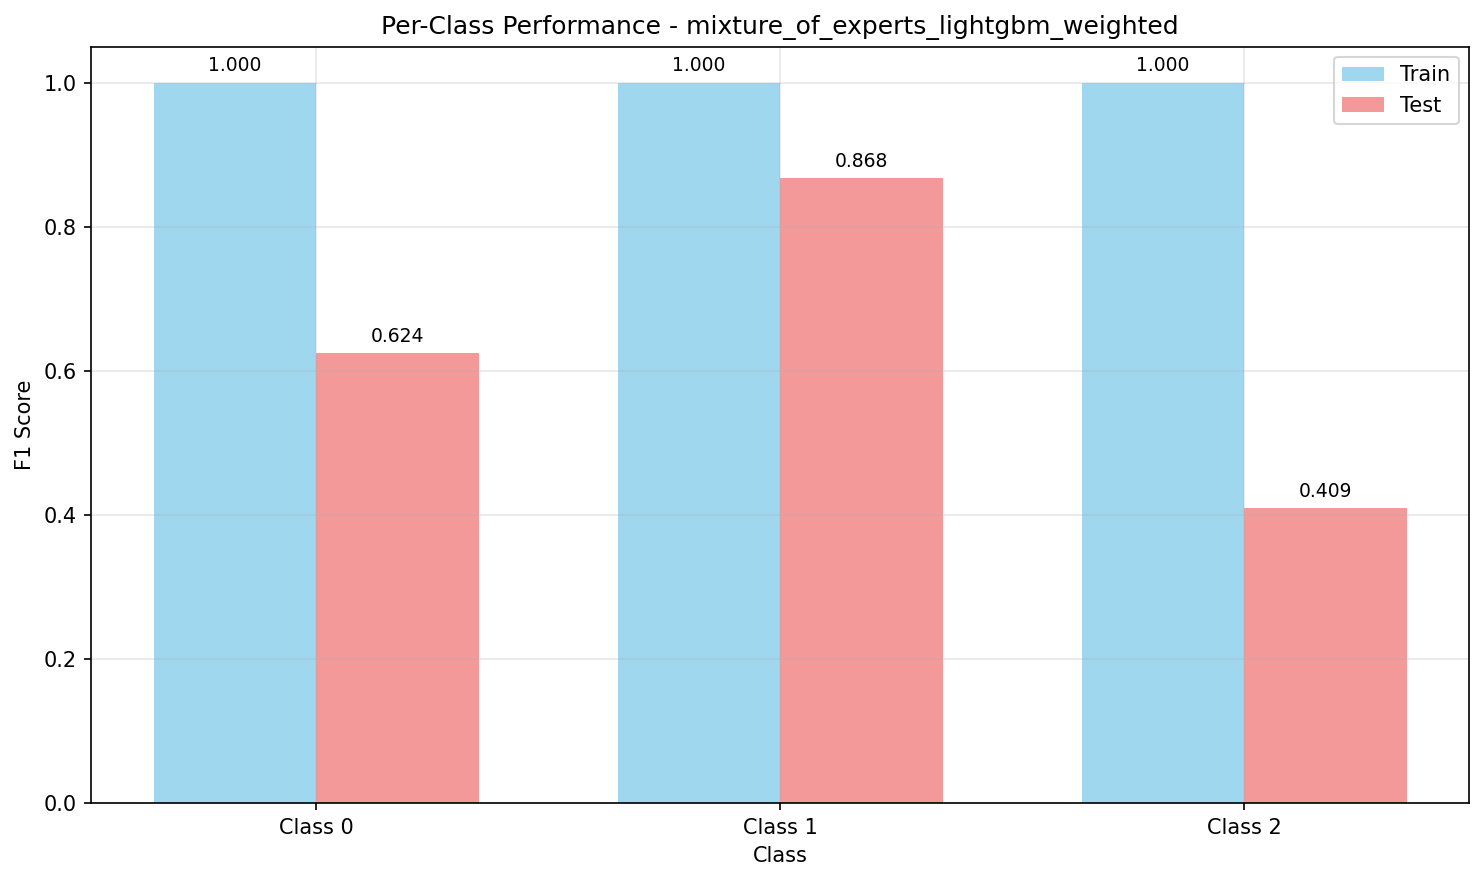 Per-Class Performance - mixture_of_experts_lightgbm_weighted
Train
Test
1.000
1.000
1.000
0.868
0.624
0.409
F1 Score
1.0
0.8
0.6
0.4
0.2
0.0
Class 0
Class 1
Class 2
Class